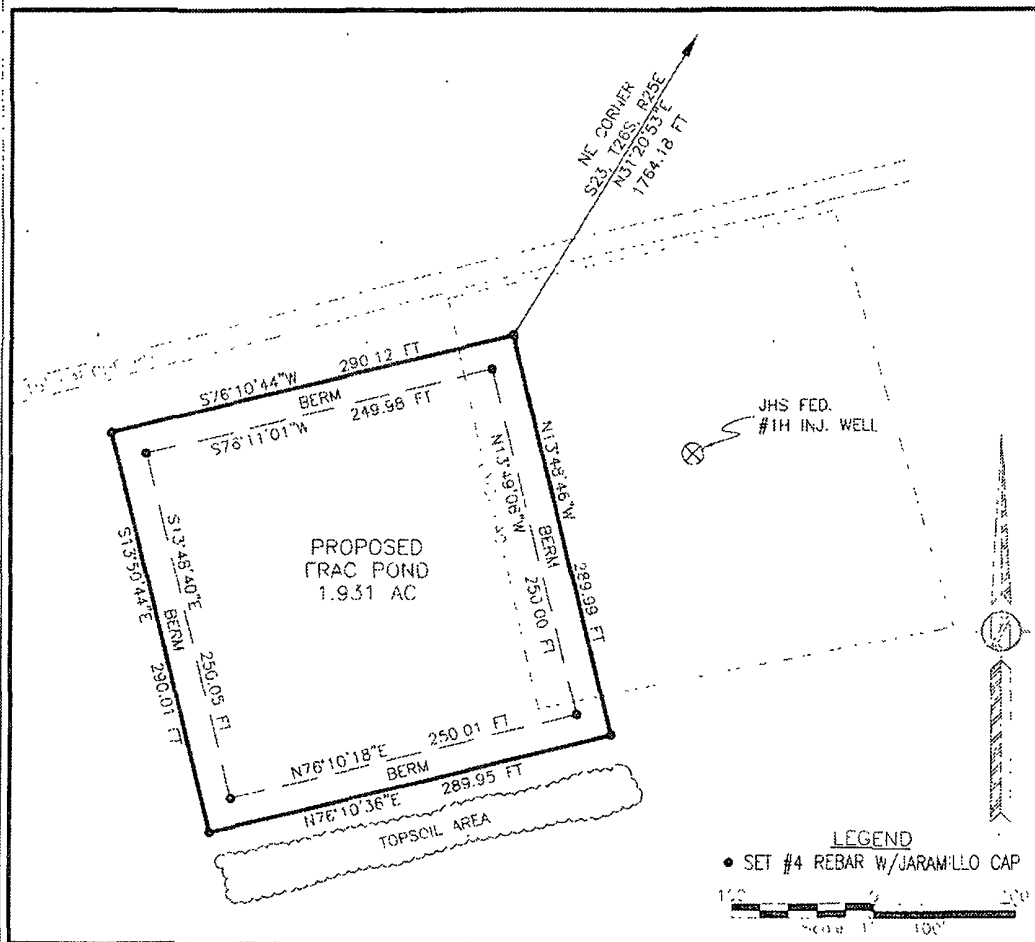 NE CORNER
S23, T26S, R25E
N31°20'53"E
1764.18 FT
S76°10'44"W 290.12 FT
BERM
S76°11'01"W 249.98 FT
JHS FED.
#1H INJ. WELL
N13°48'46"W 289.99 FT
N13°49'06"W 250.00 FT
BERM
S13°50'44"E 290.01 FT
S13°48'40"E 250.05 FT
BERM
PROPOSED
FRAC POND
1.931 AC
N76°10'18"E 250.01 FT
BERM
N76°10'36"E 289.95 FT
TOPSOIL AREA
LEGEND
SET #4 REBAR W/JARAMILLO CAP
100 0 200
100'